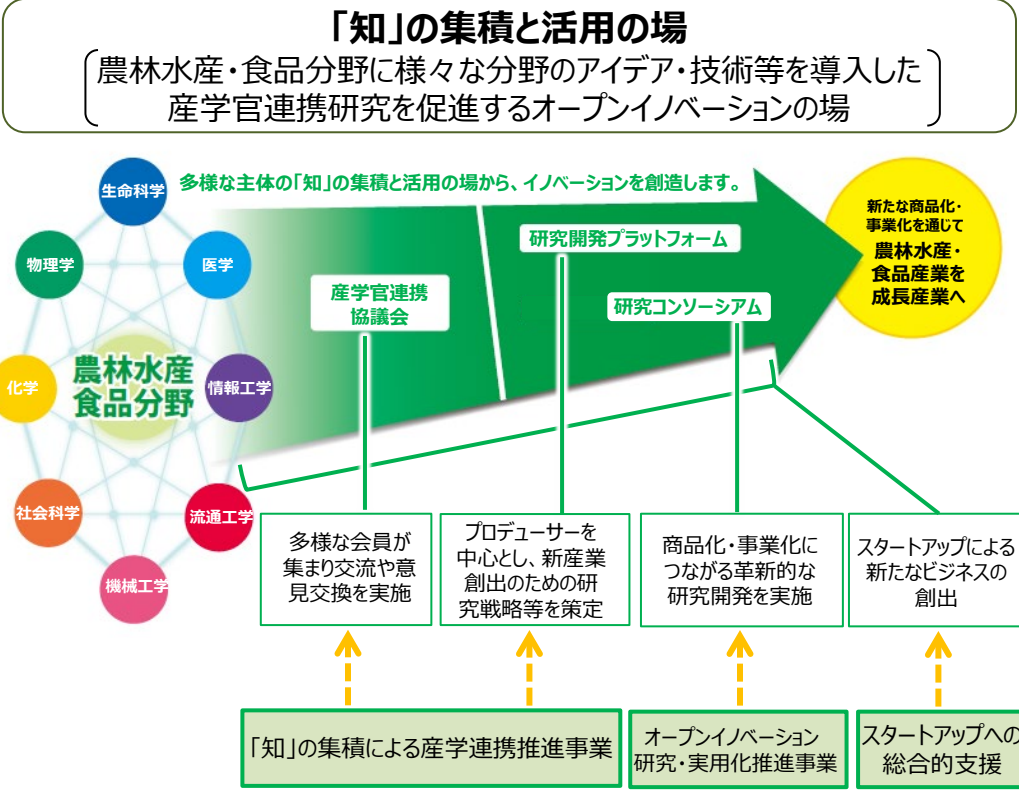 「知」の集積と活用の場
農林水産・食品分野に様々な分野のアイデア・技術等を導入した
産学官連携研究を促進するオープンイノベーションの場
多様な主体の「知」の集積と活用の場から、イノベーションを創造します。
生命科学
物理学
医学
化学
農林水産
食品分野
情報工学
社会科学
流通工学
機械工学
産学官連携
協議会
研究開発プラットフォーム
研究コンソーシアム
新たな商品化・
事業化を通じて
農林水産・
食品産業を
成長産業へ
多様な会員が
集まり交流や意
見交換を実施
プロデューサーを
中心とし、新産業
創出のための研
究戦略等を策定
商品化・事業化に
つながる革新的な
研究開発を実施
スタートアップによる
新たなビジネスの
創出
「知」の集積による産学連携推進事業
オープンイノベーション
研究・実用化推進事業
スタートアップへの
総合的支援